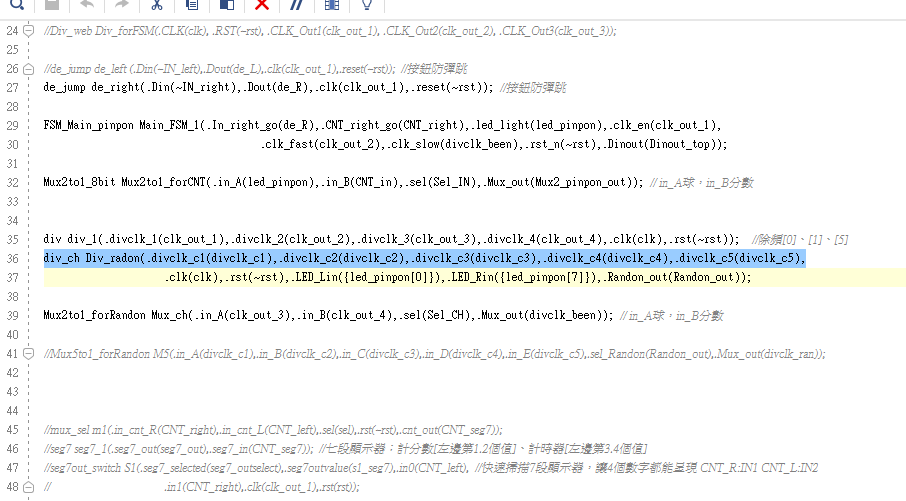 24 //Div_web Div_forFSM(.CLK(clk), .RST(~rst), .CLK_Out1(clk_out_1), .CLK_Out2(clk_out_2), .CLK_Out3(clk_out_3));
25
26 //de_jump de_left (.Din(~IN_left),.Dout(de_L),.clk(clk_out_1),.reset(~rst)); //按鈕防彈跳
27 de_jump de_right(.Din(~IN_right),.Dout(de_R),.clk(clk_out_1),.reset(~rst)); //按鈕防彈跳
28
29 FSM_Main_pinpon Main_FSM_1(.In_right_go(de_R),.CNT_right_go(CNT_right),.led_light(led_pinpon),.clk_en(clk_out_1),
30 .clk_fast(clk_out_2),.clk_slow(divclk_been),.rst_n(~rst),.Dinout(Dinout_top));
31
32 Mux2to1_8bit Mux2to1_forCNT(.in_A(led_pinpon),.in_B(CNT_in),.sel(Sel_IN),.Mux_out(Mux2_pinpon_out)); // in_A球，in_B分數
33
34
35 div div_1(.divclk_1(clk_out_1),.divclk_2(clk_out_2),.divclk_3(clk_out_3),.divclk_4(clk_out_4),.clk(clk),.rst(~rst)); //除頻[0]、[1]、[5]
36 div_ch Div_radon(.divclk_c1(divclk_c1),.divclk_c2(divclk_c2),.divclk_c3(divclk_c3),.divclk_c4(divclk_c4),.divclk_c5(divclk_c5),
37 .clk(clk),.rst(~rst),.LED_Lin({led_pinpon[0]}),.LED_Rin({led_pinpon[7]}),.Random_out(Random_out));
38
39 Mux2to1_forRandon Mux_ch(.in_A(clk_out_3),.in_B(clk_out_4),.sel(Sel_CH),.Mux_out(divclk_been)); // in_A球，in_B分數
40
41 //Mux5to1_forRandon M5(.in_A(divclk_c1),.in_B(divclk_c2),.in_C(divclk_c3),.in_D(divclk_c4),.in_E(divclk_c5),.sel_Randon(Random_out),.Mux_out(divclk_ran));
42
43
44
45 //mux_sel m1(.in_cnt_R(CNT_right),.in_cnt_L(CNT_left),.sel(sel),.rst(~rst),.cnt_out(CNT_seg7));
46 //seg7 seg7_1(.seg7_out(seg7_out),.seg7_in(CNT_seg7)); //七段顯示器：計分數[左邊第1.2個值]、計時器[左邊第3.4個值]
47 //seg7out_switch S1(.seg7_selected(seg7_outselect),.seg7outvalue(s1_seg7),.in0(CNT_left), //快速掃描7段顯示器，讓4個數字都能呈現 CNT_R:IN1 CNT_L:IN2
48 // .in1(CNT_right),.clk(clk_out_1),.rst(rst));